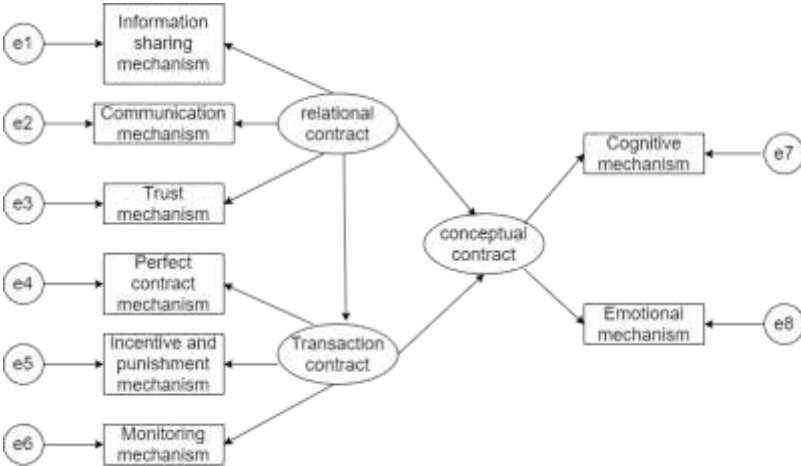 e1
Information
sharing
mechanism
e2
Communication
mechanism
relational
contract
e3
Trust
mechanism
e4
Perfect
contract
mechanism
e5
Incentive and
punishment
mechanism
Transaction
contract
e6
Monitoring
mechanism
conceptual
contract
Cognitive
mechanism
e7
Emotional
mechanism
e8